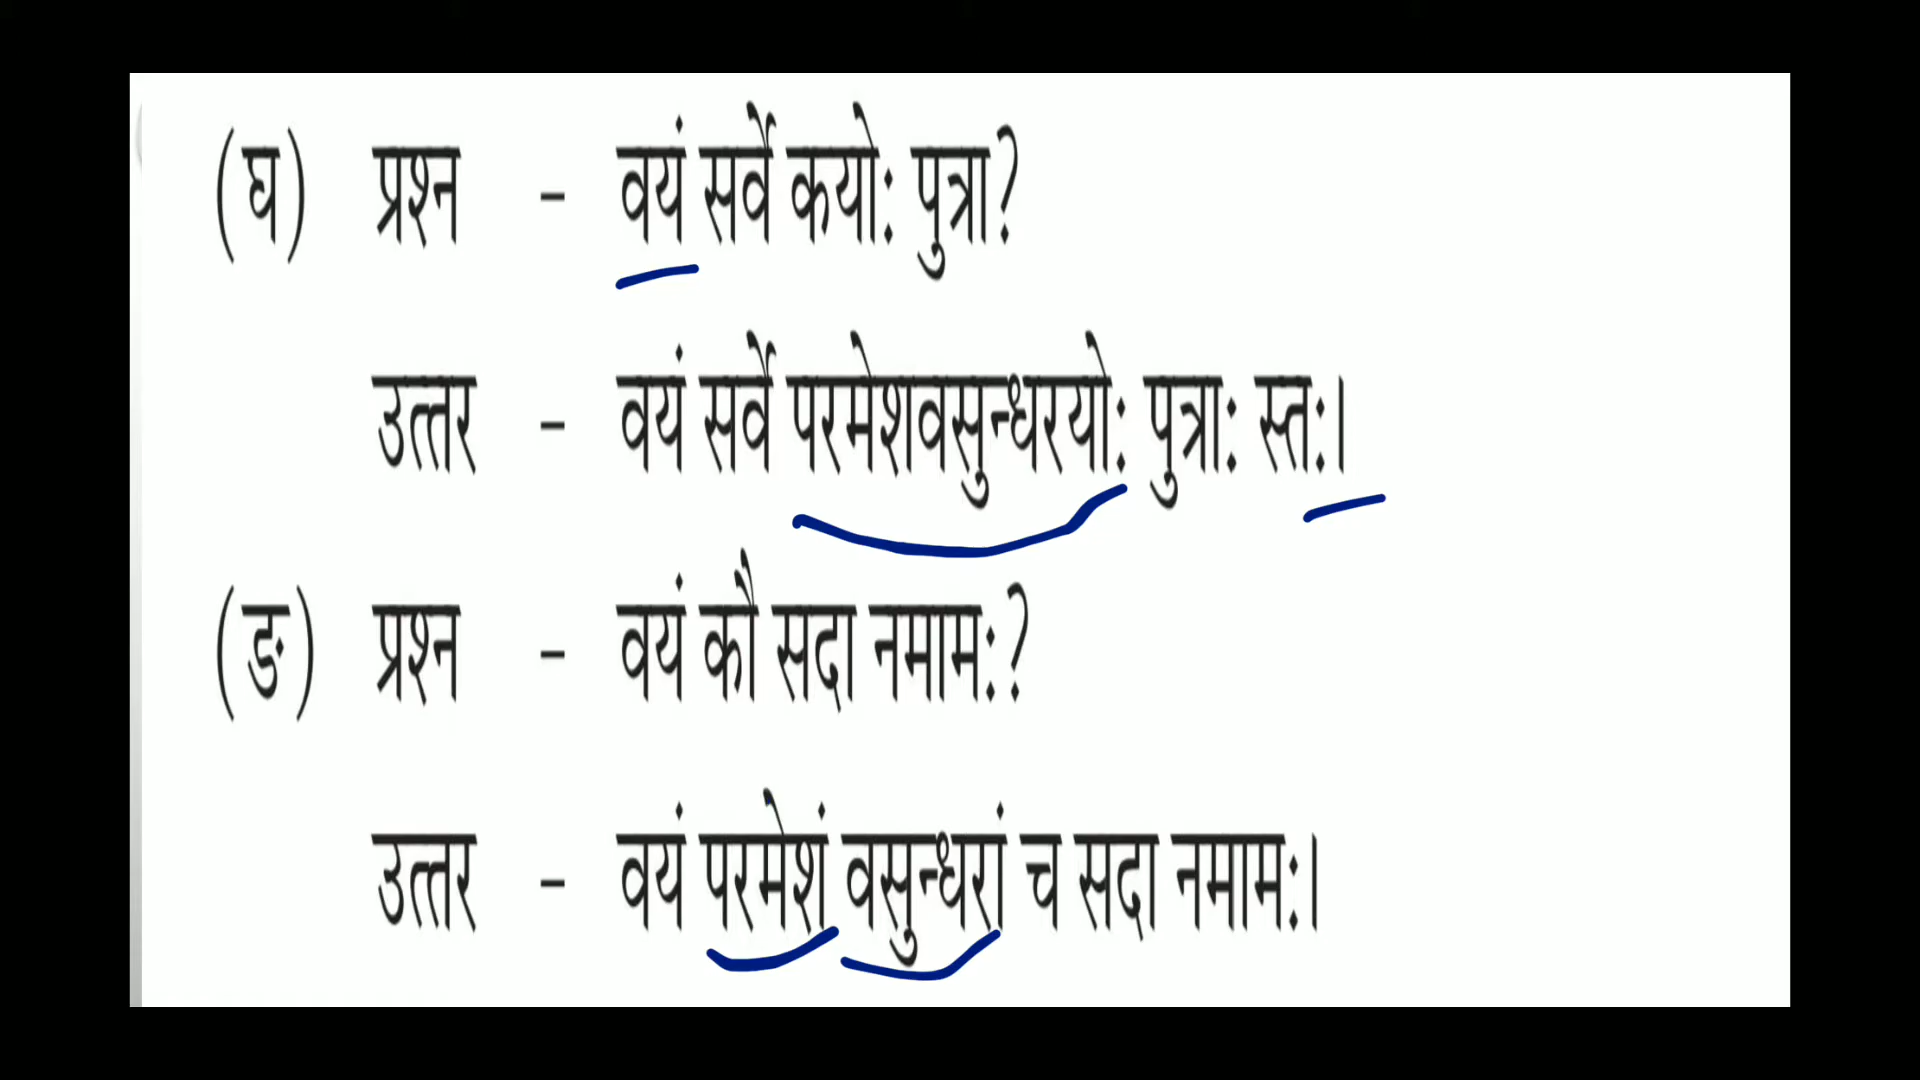 (घ) प्रश्न - वयं सर्वे कयोः पुत्रा?
उत्तर - वयं सर्वे परमेशवसुन्धरयोः पुत्राः स्तः।
(ङ) प्रश्न - वयं कौ सदा नमामः?
उत्तर - वयं परमेशं वसुन्धरां च सदा नमामः।